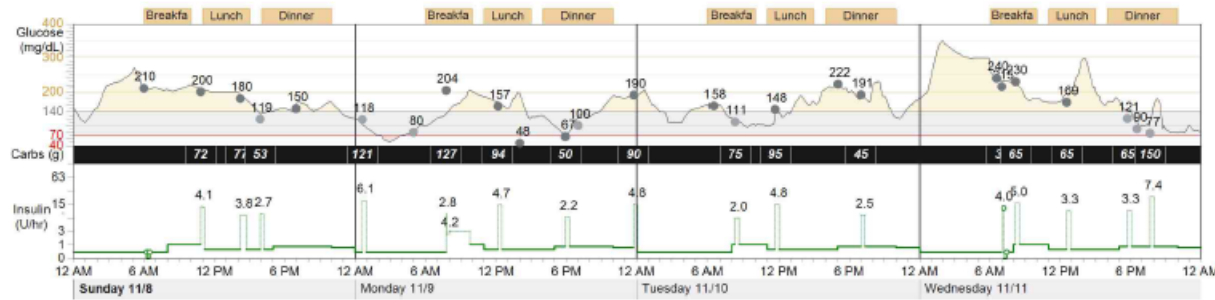 Breakfa Lunch Dinner Breakfa Lunch Dinner Breakfa Lunch Dinner Breakfa Lunch Dinner
400
Glucose
(mg/dL)
300
200
140
70
40
210 200 180 119 150 118 80 204 157 48 67 100 190 158 111 148 222 191 240 230 169 121 90 77
Carbs (g) 72 77 53 121 127 94 50 90 75 95 45 3 65 65 65 150
63
15
Insulin
(U/hr)
3
1
0
4.1 3.8 2.7 6.1 2.8 4.2 4.7 2.2 4.8 2.0 4.8 2.5 4.0 5.0 3.3 3.3 7.4
12 AM 6 AM 12 PM 6 PM 12 AM 6 AM 12 PM 6 PM 12 AM 6 AM 12 PM 6 PM 12 AM 6 AM 12 PM 6 PM 12 AM
Sunday 11/8 Monday 11/9 Tuesday 11/10 Wednesday 11/11